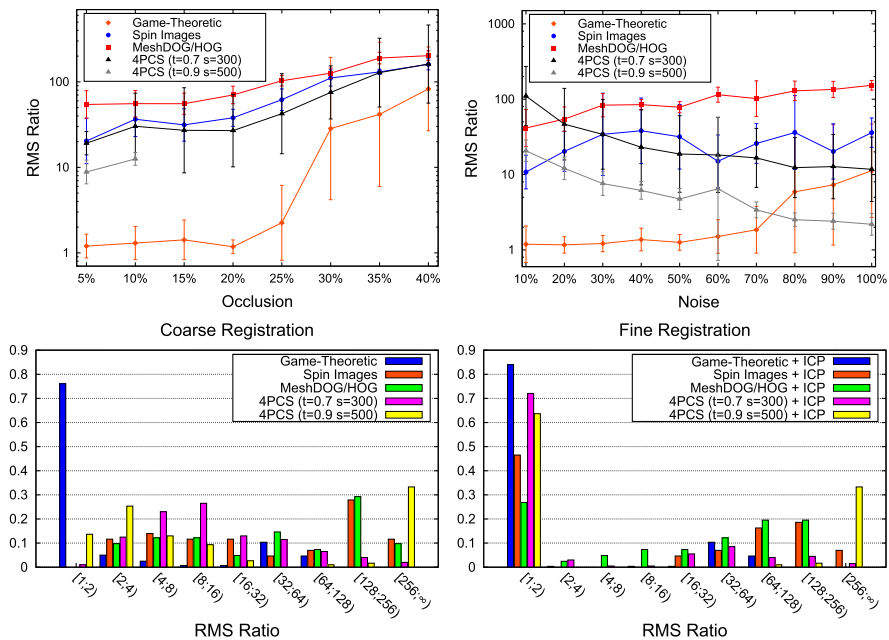 Game-Theoretic
Spin Images
MeshDOG/HOG
4PCS (t=0.7 s=300)
4PCS (t=0.9 s=500)
RMS Ratio
100
10
1
5% 10% 15% 20% 25% 30% 35% 40%
Occlusion
Game-Theoretic
Spin Images
MeshDOG/HOG
4PCS (t=0.7 s=300)
4PCS (t=0.9 s=500)
RMS Ratio
1000
100
10
1
10% 20% 30% 40% 50% 60% 70% 80% 90% 100%
Noise
Coarse Registration
Game-Theoretic
Spin Images
MeshDOG/HOG
4PCS (t=0.7 s=300)
4PCS (t=0.9 s=500)
0.9
0.8
0.7
0.6
0.5
0.4
0.3
0.2
0.1
0
[1;2) [2;4) [4;8) [8;16) [16;32) [32;64) [64;128) [128;256) [256;∞)
RMS Ratio
Fine Registration
Game-Theoretic + ICP
Spin Images + ICP
MeshDOG/HOG + ICP
4PCS (t=0.7 s=300) + ICP
4PCS (t=0.9 s=500) + ICP
0.9
0.8
0.7
0.6
0.5
0.4
0.3
0.2
0.1
0
[1;2) [2;4) [4;8) [8;16) [16;32) [32;64) [64;128) [128;256) [256;∞)
RMS Ratio